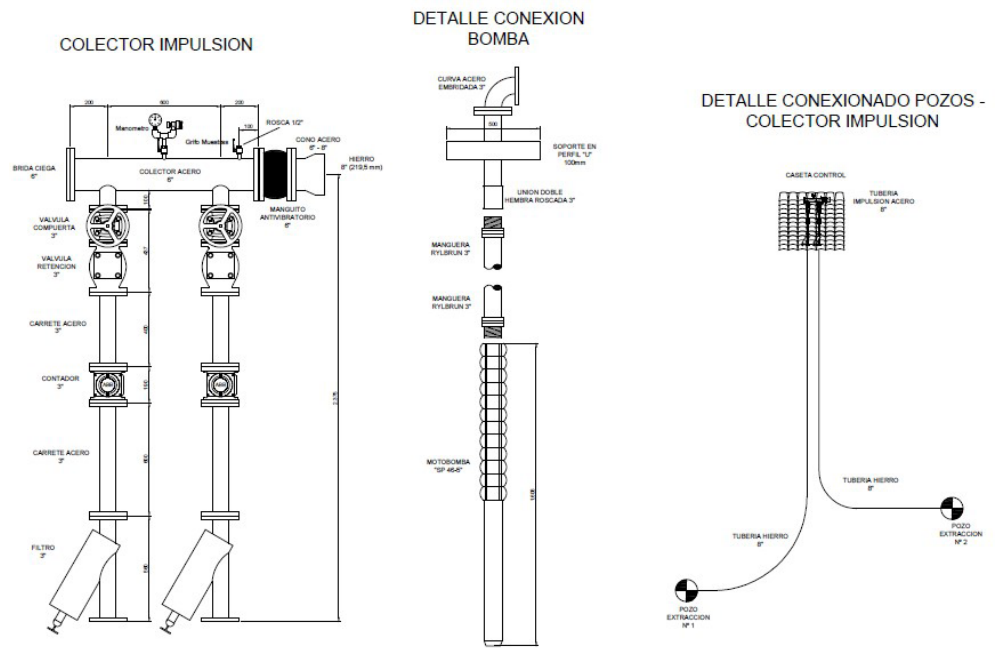 COLECTOR IMPULSION
200
600
200
100
ROSCA 1/2"
Manometro
Grifo Muestras
CONO ACERO
6" - 8"
BRIDA CIEGA
6"
COLECTOR ACERO
6"
HIERRO
8" (219,5 mm)
MANGUITO
ANTIVIBRATORIO
6"
100
VALVULA
COMPUERTA
3"
VALVULA
RETENCION
3"
CARRETE ACERO
3"
CONTADOR
3"
CARRETE ACERO
3"
600
FILTRO
3"
DETALLE CONEXION
BOMBA
CURVA ACERO
EMBRIDADA 3"
500
SOPORTE EN
PERFIL "U"
100mm
UNION DOBLE
HEMBRA ROSCADA 3"
MANGUERA
RYLBRUN 3"
MANGUERA
RYLBRUN 3"
MOTOBOMBA
"SP 46-6"
DETALLE CONEXIONADO POZOS -
COLECTOR IMPULSION
CASETA CONTROL
TUBERIA
IMPULSION ACERO
8"
TUBERIA HIERRO
8"
POZO
EXTRACCION
Nº 2
TUBERIA HIERRO
8"
POZO
EXTRACCION
Nº 1